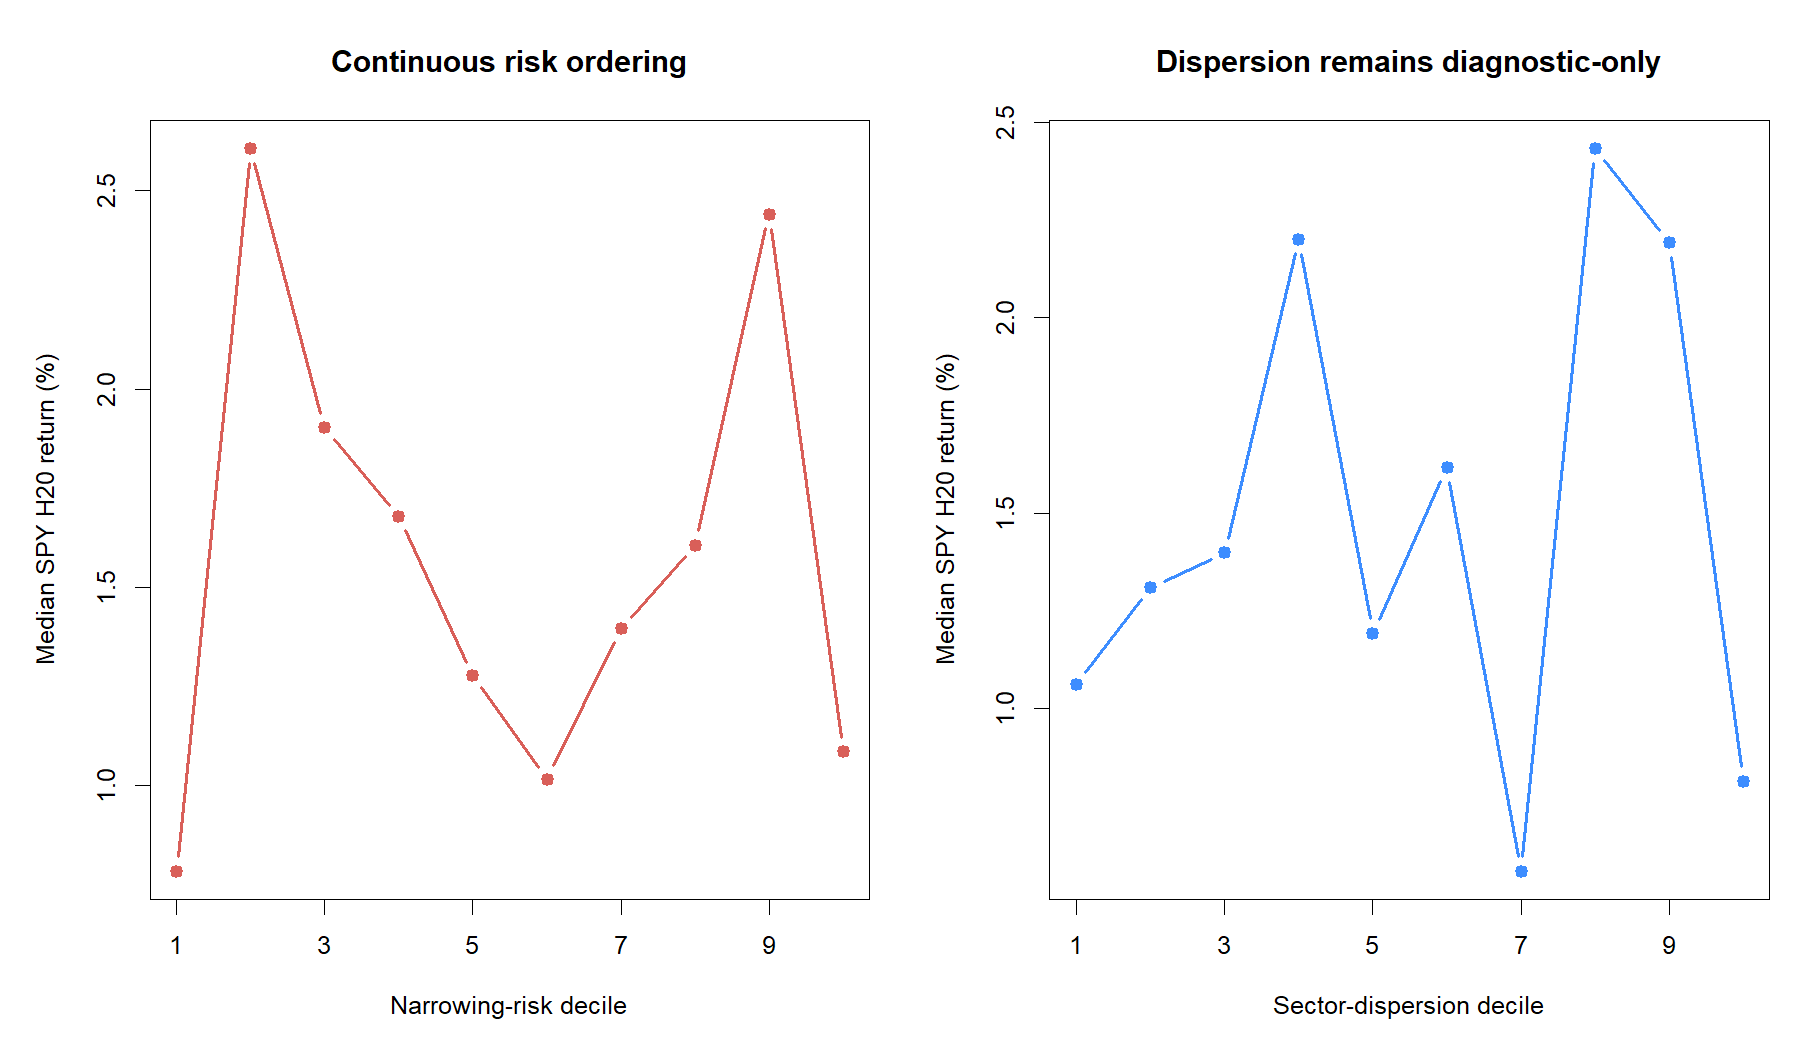 Continuous risk ordering
Median SPY H20 return (%)
2.5
2.0
1.5
1.0
1 3 5 7 9
Narrowing-risk decile
Dispersion remains diagnostic-only
Median SPY H20 return (%)
2.5
2.0
1.5
1.0
1 3 5 7 9
Sector-dispersion decile